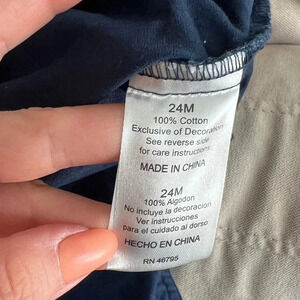 24M
100% Cotton
Exclusive of Decoration
See reverse side
for care instructions
MADE IN CHINA
24M
100% Algodon
No incluye la decoracion
Ver instrucciones
para el cuidado al dorso
HECHO EN CHINA
RN 46795